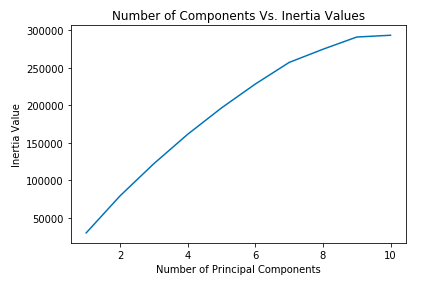 Number of Components Vs. Inertia Values
300000
250000
200000
150000
100000
50000
Inertia Value
2 4 6 8 10
Number of Principal Components